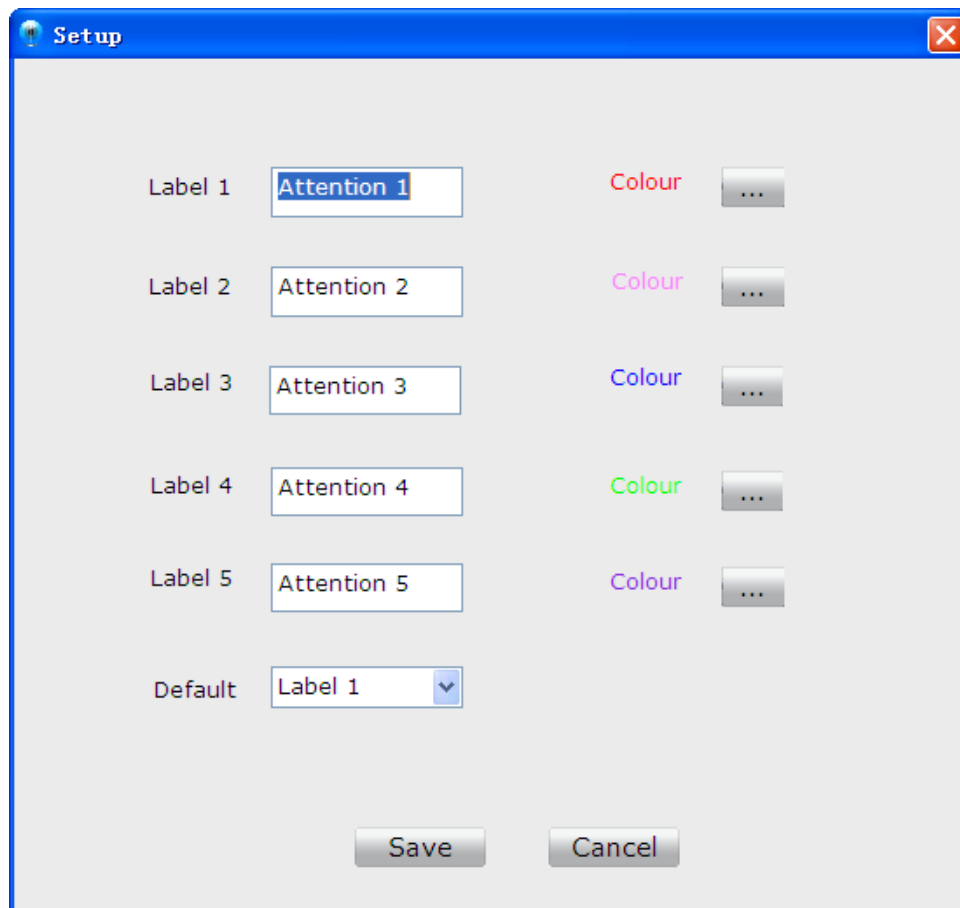 Setup
Label 1 Attention 1 Colour ...
Label 2 Attention 2 Colour ...
Label 3 Attention 3 Colour ...
Label 4 Attention 4 Colour ...
Label 5 Attention 5 Colour ...
Default Label 1
Save Cancel